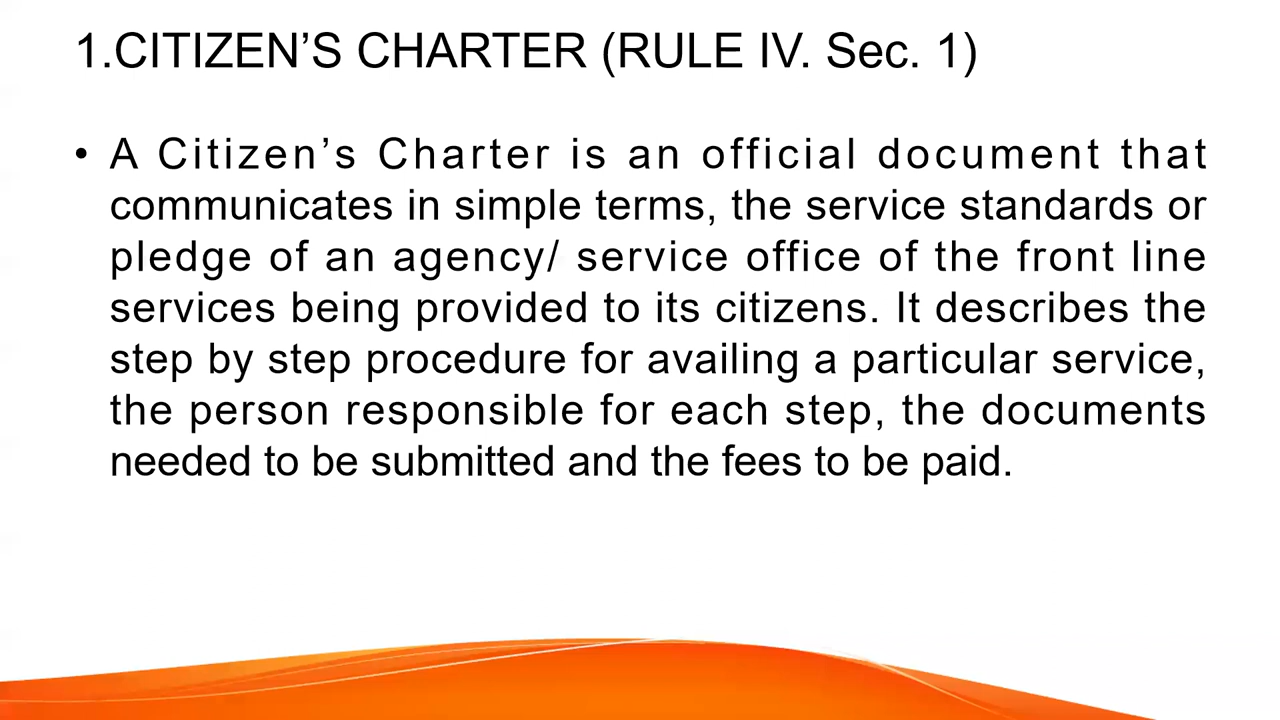 1.CITIZEN’S CHARTER (RULE IV. Sec. 1)
• A Citizen’s Charter is an official document that
communicates in simple terms, the service standards or
pledge of an agency/ service office of the front line
services being provided to its citizens. It describes the
step by step procedure for availing a particular service,
the person responsible for each step, the documents
needed to be submitted and the fees to be paid.